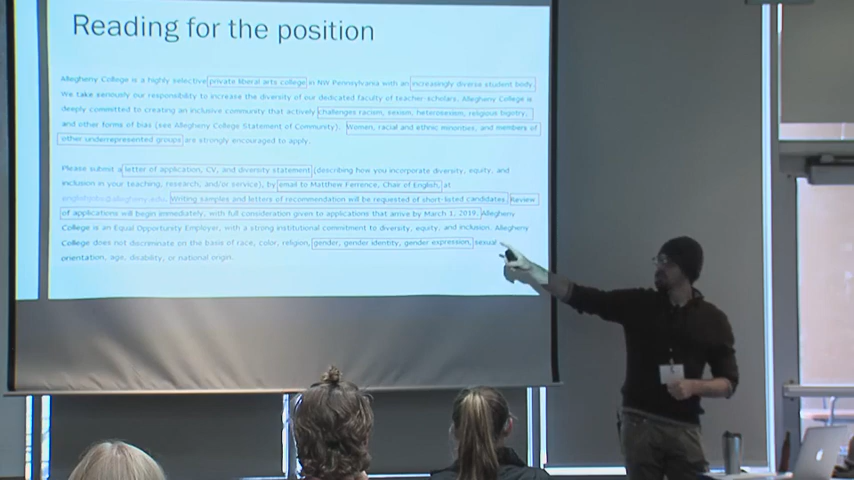 Reading for the position
Allegheny College is a highly selective private liberal arts college in NW Pennsylvania with an increasingly diverse student body.
We take seriously our responsibility to increase the diversity of our dedicated faculty of teacher-scholars. Allegheny College is
deeply committed to creating an inclusive community that actively challenges racism, sexism, heterosexism, religious bigotry,
and other forms of bias (see Allegheny College Statement of Community). Women, racial and ethnic minorities, and members of
other underrepresented groups are strongly encouraged to apply.
Please submit a letter of application, CV, and diversity statement (describing how you incorporate diversity, equity, and
inclusion in your teaching, research, and/or service), by email to Matthew Ferrence, Chair of English, at
Writing samples and letters of recommendation will be requested of short-listed candidates. Review
of applications will begin immediately, with full consideration given to applications that arrive by March 1, 2019. Allegheny
College is an Equal Opportunity Employer, with a strong institutional commitment to diversity, equity, and inclusion. Allegheny
College does not discriminate on the basis of race, color, religion, gender, gender identity, gender expression, sexual
orientation, age, disability, or national origin.